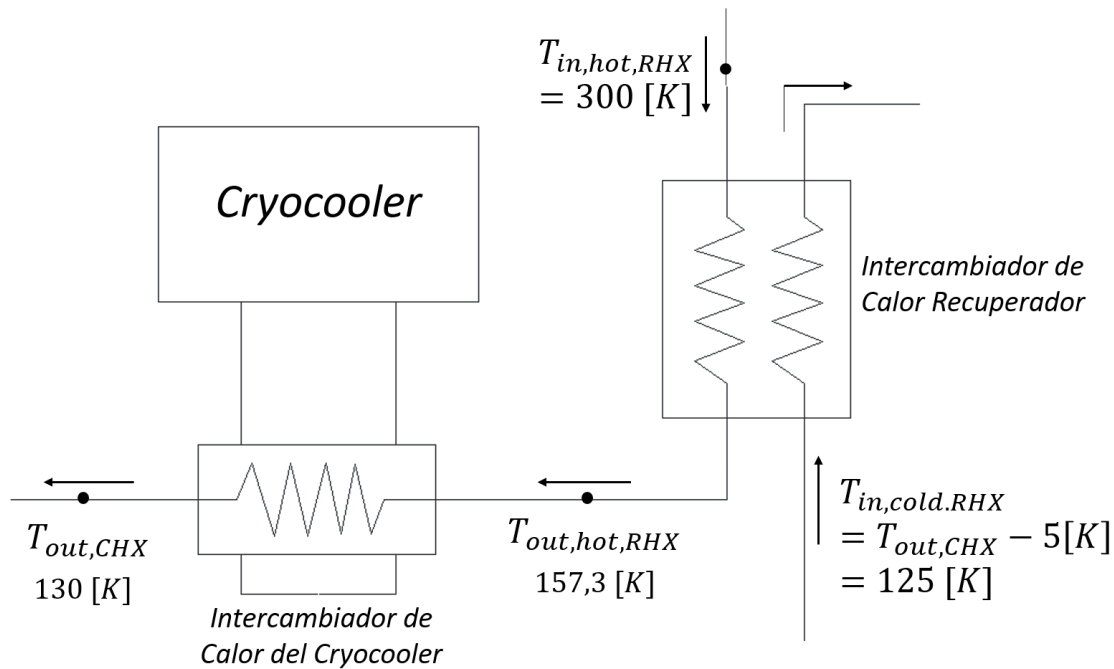 T_{in,hot,RHX}
= 300 [K]
Cryocooler
Intercambiador de
Calor Recuperador
T_{out,CHX}
130 [K]
T_{out,hot,RHX}
157,3 [K]
T_{in,cold.RHX}
= T_{out,CHX} − 5[K]
= 125 [K]
Intercambiador de
Calor del Cryocooler